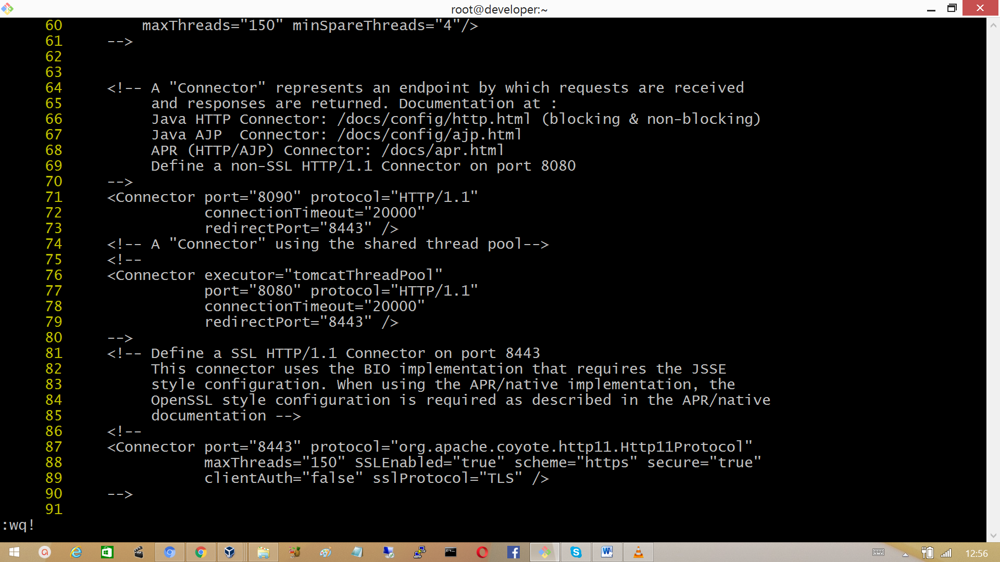 root@developer:~
60         maxThreads="150" minSpareThreads="4"/>
61     -->
62
63
64     <!-- A "Connector" represents an endpoint by which requests are received
65          and responses are returned. Documentation at :
66          Java HTTP Connector: /docs/config/http.html (blocking & non-blocking)
67          Java AJP  Connector: /docs/config/ajp.html
68          APR (HTTP/AJP) Connector: /docs/apr.html
69          Define a non-SSL HTTP/1.1 Connector on port 8080
70     -->
71     <Connector port="8090" protocol="HTTP/1.1"
72                connectionTimeout="20000"
73                redirectPort="8443" />
74     <!-- A "Connector" using the shared thread pool-->
75     <!--
76     <Connector executor="tomcatThreadPool"
77                port="8080" protocol="HTTP/1.1"
78                connectionTimeout="20000"
79                redirectPort="8443" />
80     -->
81     <!-- Define a SSL HTTP/1.1 Connector on port 8443
82          This connector uses the BIO implementation that requires the JSSE
83          style configuration. When using the APR/native implementation, the
84          OpenSSL style configuration is required as described in the APR/native
85          documentation -->
86     <!--
87     <Connector port="8443" protocol="org.apache.coyote.http11.Http11Protocol"
88                maxThreads="150" SSLEnabled="true" scheme="https" secure="true"
89                clientAuth="false" sslProtocol="TLS" />
90     -->
91
:wq!
12:56